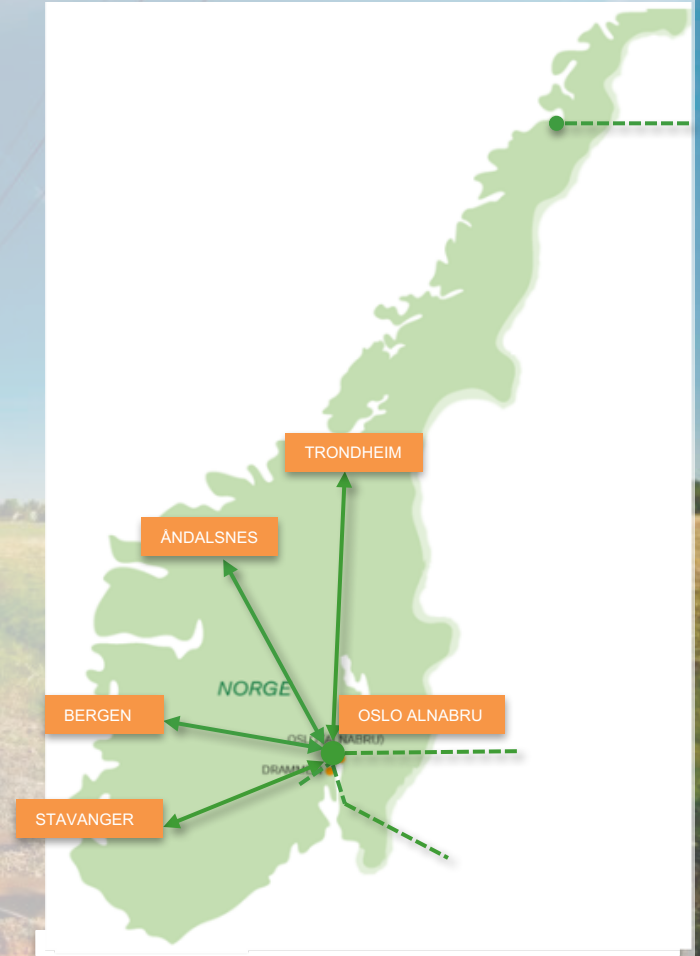 TRONDHEIM
ÅNDALSNES
NORGE
BERGEN
OSLO ALNABRU
STAVANGER